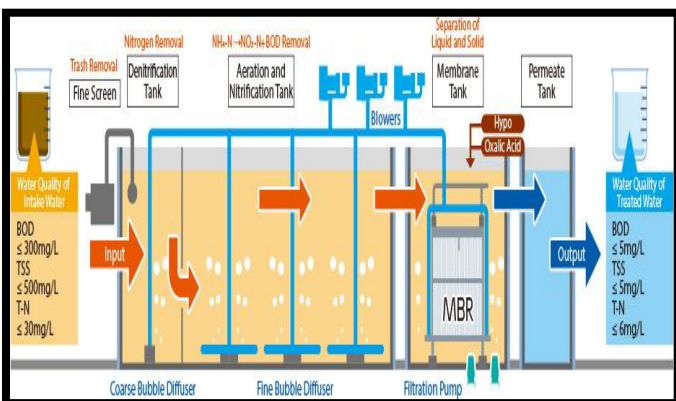 Trash Removal
Fine Screen
Nitrogen Removal
Denitrification
Tank
NH₄-N→NO₃-N+BOD Removal
Aeration and
Nitrification Tank
Blowers
Separation of
Liquid and Solid
Membrane
Tank
Permeate
Tank
Hypo
Oxalic Acid
Water Quality of
Intake Water
BOD
≤ 300mg/L
TSS
≤ 500mg/L
T-N
≤ 30mg/L
Input
MBR
Output
Water Quality of
Treated Water
BOD
≤ 5mg/L
TSS
≤ 5mg/L
T-N
≤ 6mg/L
Coarse Bubble Diffuser
Fine Bubble Diffuser
Filtration Pump